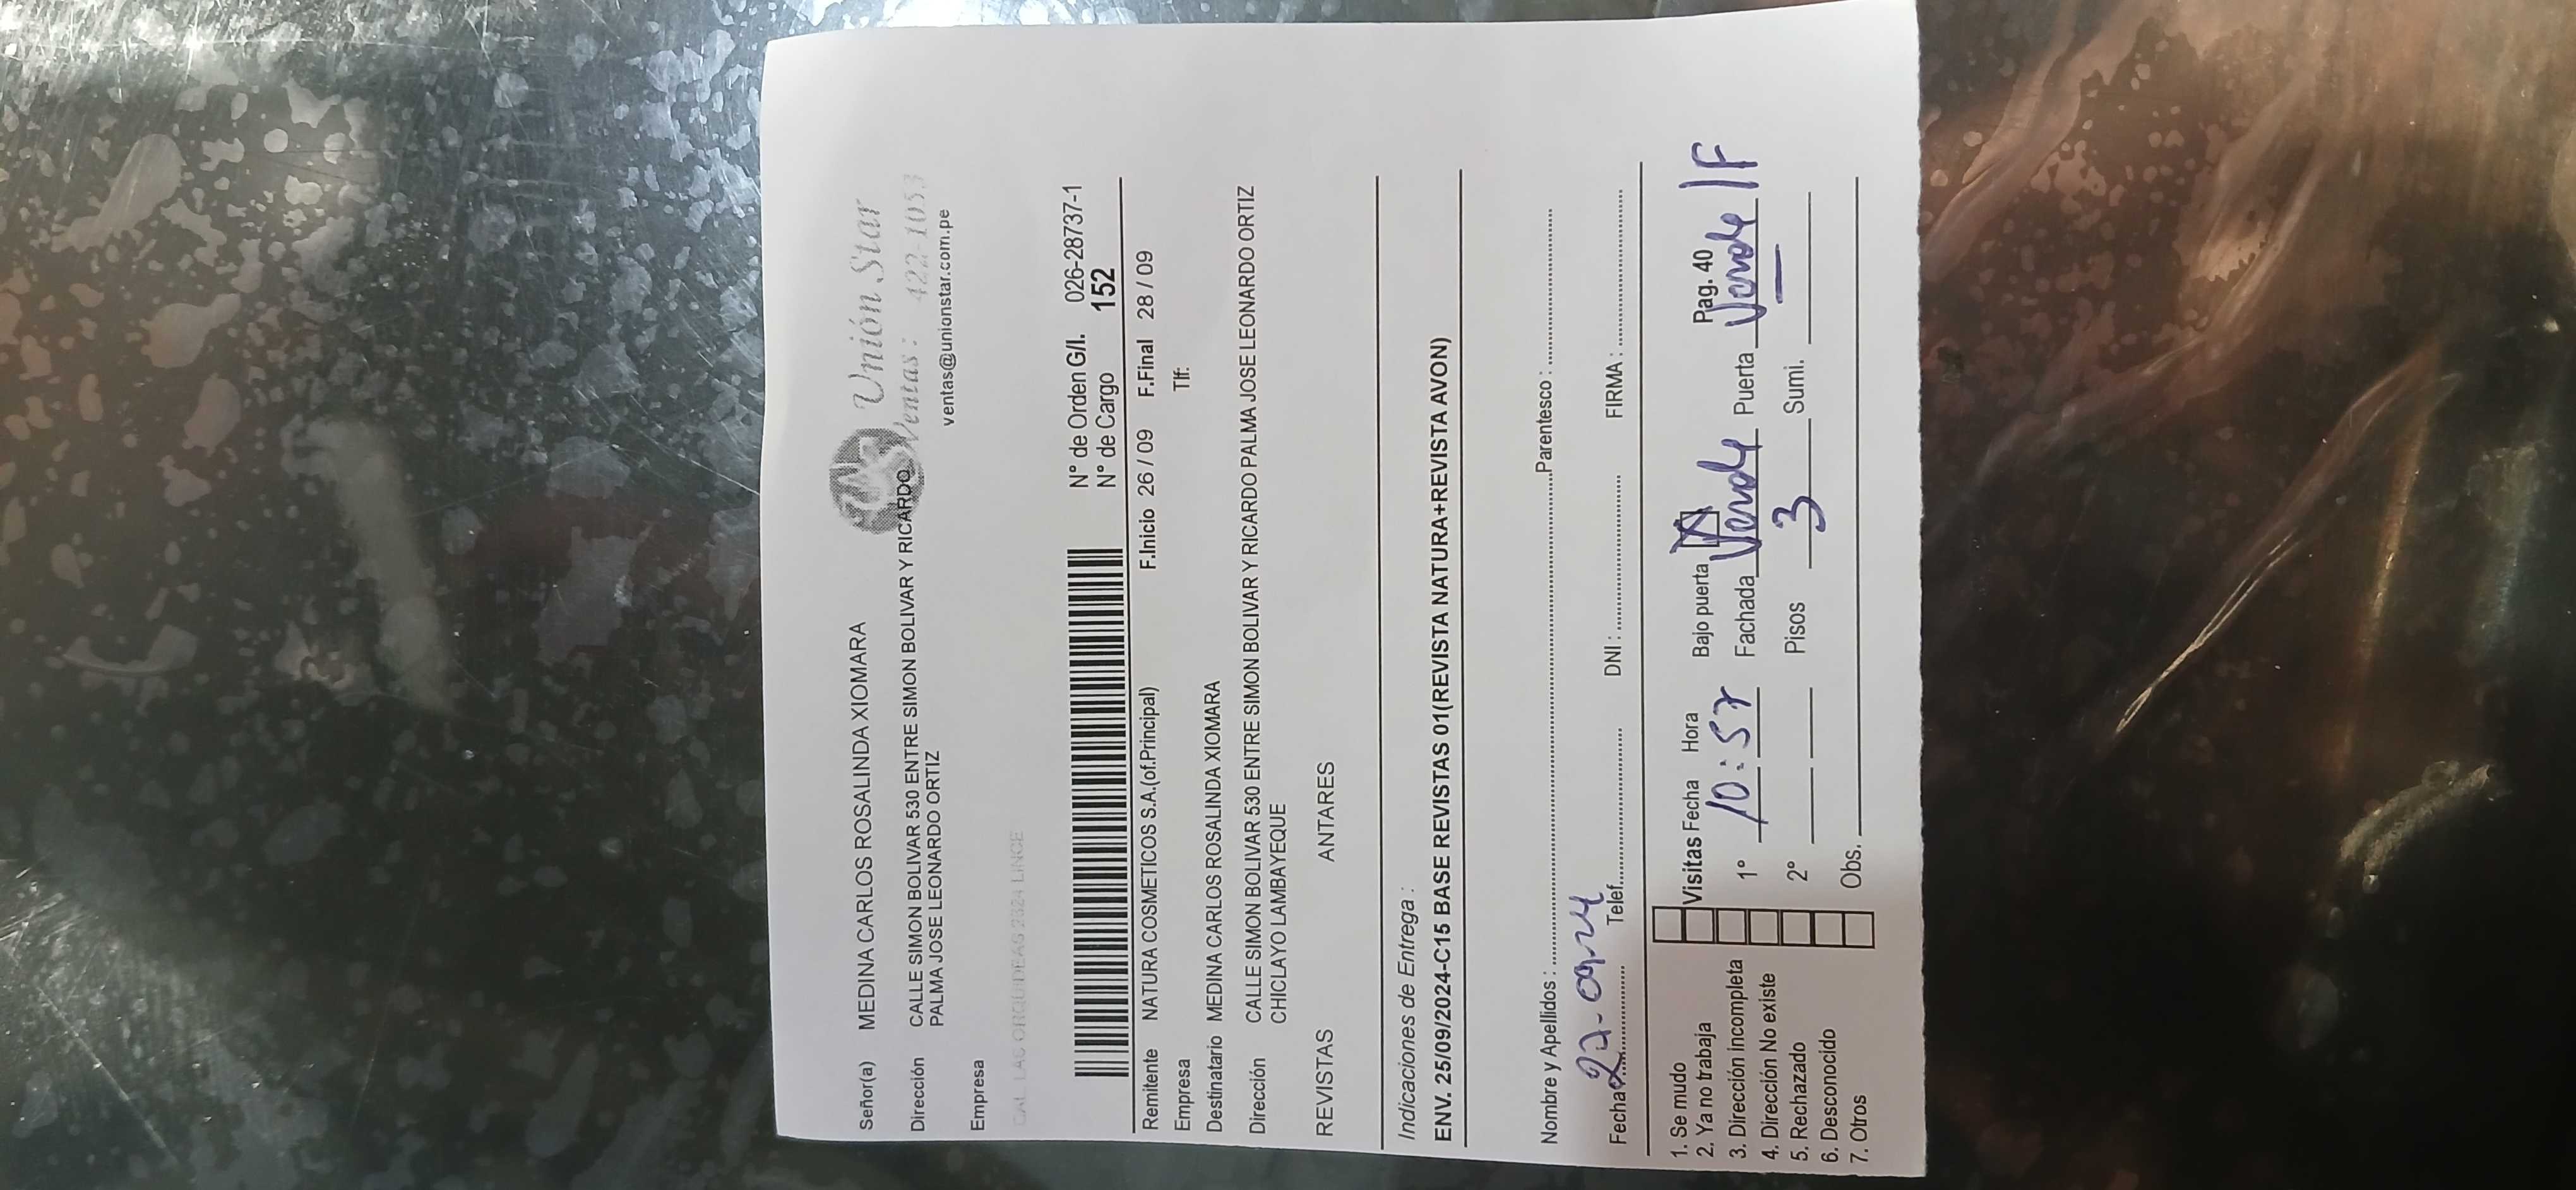 Unión Star
Ventas: 422-1053
ventas@unionstar.com.pe
Señor(a) MEDINA CARLOS ROSALINDA XIOMARA
Dirección CALLE SIMON BOLIVAR 530 ENTRE SIMON BOLIVAR Y RICARDO
PALMA JOSE LEONARDO ORTIZ
Empresa
CAL. LAS ORQUIDEAS 2624 LINCE
N° de Orden G/I. 026-28737-1
N° de Cargo 152
Remitente NATURA COSMETICOS S.A.(of.Principal) F.Inicio 26 / 09 F.Final 28 / 09
Empresa Tlf:
Destinatario MEDINA CARLOS ROSALINDA XIOMARA
Dirección CALLE SIMON BOLIVAR 530 ENTRE SIMON BOLIVAR Y RICARDO PALMA JOSE LEONARDO ORTIZ
CHICLAYO LAMBAYEQUE
REVISTAS ANTARES
Indicaciones de Entrega :
ENV. 25/09/2024-C15 BASE REVISTAS 01(REVISTA NATURA+REVISTA AVON)
Nombre y Apellidos : Parentesco :
Fecha 27-09-24 Telef. DNI : FIRMA :
1. Se mudo
2. Ya no trabaja
3. Dirección incompleta
4. Dirección No existe
5. Rechazado
6. Desconocido
7. Otros
Visitas Fecha Hora Bajo puerta Pag. 40
1° 10:57 Fachada Verde Puerta Verde / F
2° Pisos 3 Sumi. —
Obs.